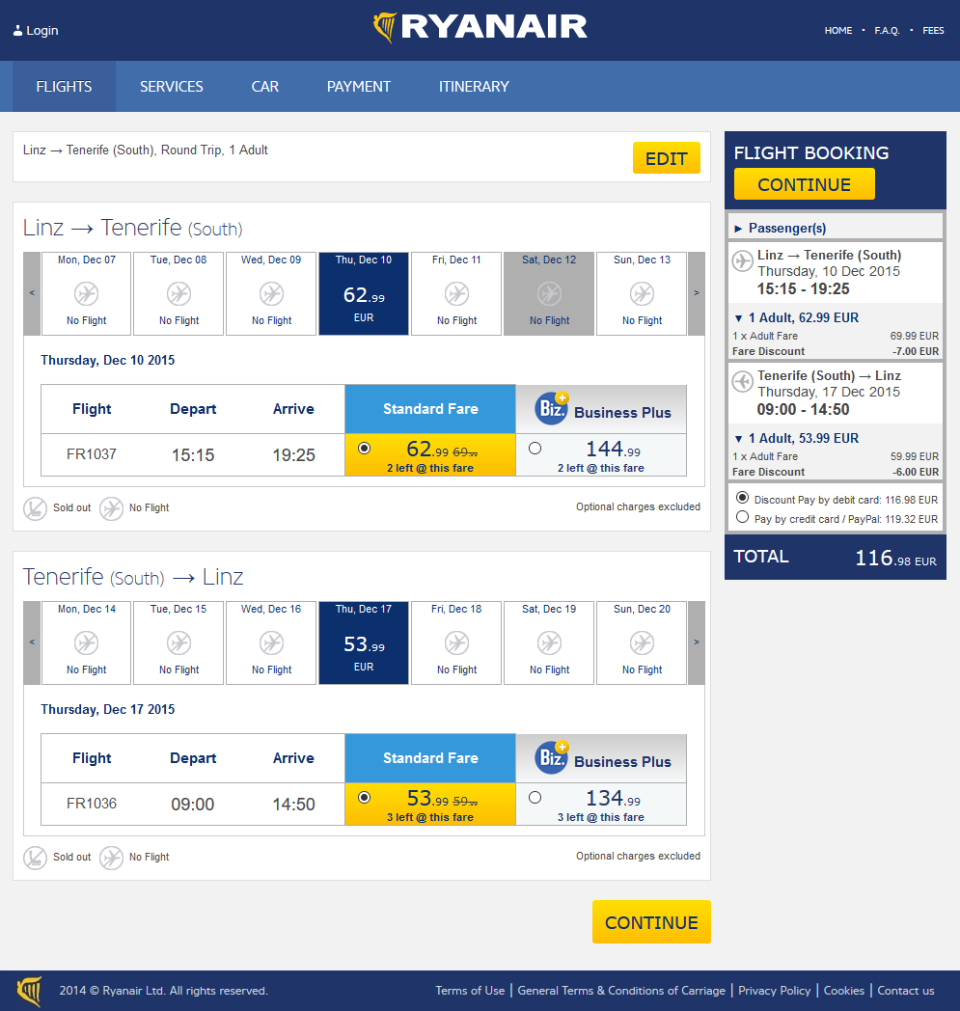 Login
RYANAIR
HOME • F.A.Q. • FEES
FLIGHTS SERVICES CAR PAYMENT ITINERARY
Linz → Tenerife (South), Round Trip, 1 Adult
EDIT
Linz → Tenerife (South)
< Mon, Dec 07 Tue, Dec 08 Wed, Dec 09 Thu, Dec 10 Fri, Dec 11 Sat, Dec 12 Sun, Dec 13 >
62.99
No Flight No Flight No Flight EUR No Flight No Flight No Flight
Thursday, Dec 10 2015
Flight Depart Arrive Standard Fare Biz.+ Business Plus
FR1037 15:15 19:25 62.99 69.99 144.99
2 left @ this fare 2 left @ this fare
Sold out No Flight Optional charges excluded
Tenerife (South) → Linz
< Mon, Dec 14 Tue, Dec 15 Wed, Dec 16 Thu, Dec 17 Fri, Dec 18 Sat, Dec 19 Sun, Dec 20 >
53.99
No Flight No Flight No Flight EUR No Flight No Flight No Flight
Thursday, Dec 17 2015
Flight Depart Arrive Standard Fare Biz.+ Business Plus
FR1036 09:00 14:50 53.99 59.99 134.99
3 left @ this fare 3 left @ this fare
Sold out No Flight Optional charges excluded
CONTINUE
FLIGHT BOOKING
CONTINUE
► Passenger(s)
Linz → Tenerife (South)
Thursday, 10 Dec 2015
15:15 - 19:25
▼ 1 Adult, 62.99 EUR
1 x Adult Fare 69.99 EUR
Fare Discount -7.00 EUR
Tenerife (South) → Linz
Thursday, 17 Dec 2015
09:00 - 14:50
▼ 1 Adult, 53.99 EUR
1 x Adult Fare 59.99 EUR
Fare Discount -6.00 EUR
Discount Pay by debit card: 116.98 EUR
Pay by credit card / PayPal: 119.32 EUR
TOTAL 116.98 EUR
2014 © Ryanair Ltd. All rights reserved.
Terms of Use | General Terms & Conditions of Carriage | Privacy Policy | Cookies | Contact us